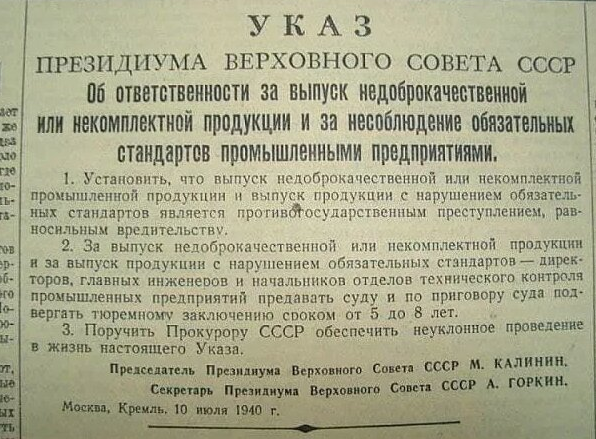 УКАЗ
ПРЕЗИДИУМА ВЕРХОВНОГО СОВЕТА СССР
Об ответственности за выпуск недоброкачественной
или некомплектной продукции и за несоблюдение обязательных
стандартов промышленными предприятиями.
1. Установить, что выпуск недоброкачественной или некомплектной
промышленной продукции и выпуск продукции с нарушением обязатель-
ных стандартов является противогосударственным преступлением, рав-
носильным вредительству.
2. За выпуск недоброкачественной или некомплектной продукции
и за выпуск продукции с нарушением обязательных стандартов — дирек-
торов, главных инженеров и начальников отделов технического контроля
промышленных предприятий предавать суду и по приговору суда под-
вергать тюремному заключению сроком от 5 до 8 лет.
3. Поручить Прокурору СССР обеспечить неуклонное проведение
в жизнь настоящего Указа.
Председатель Президиума Верховного Совета СССР М. КАЛИНИН.
Секретарь Президиума Верховного Совета СССР А. ГОРКИН.
Москва, Кремль. 10 июля 1940 г.